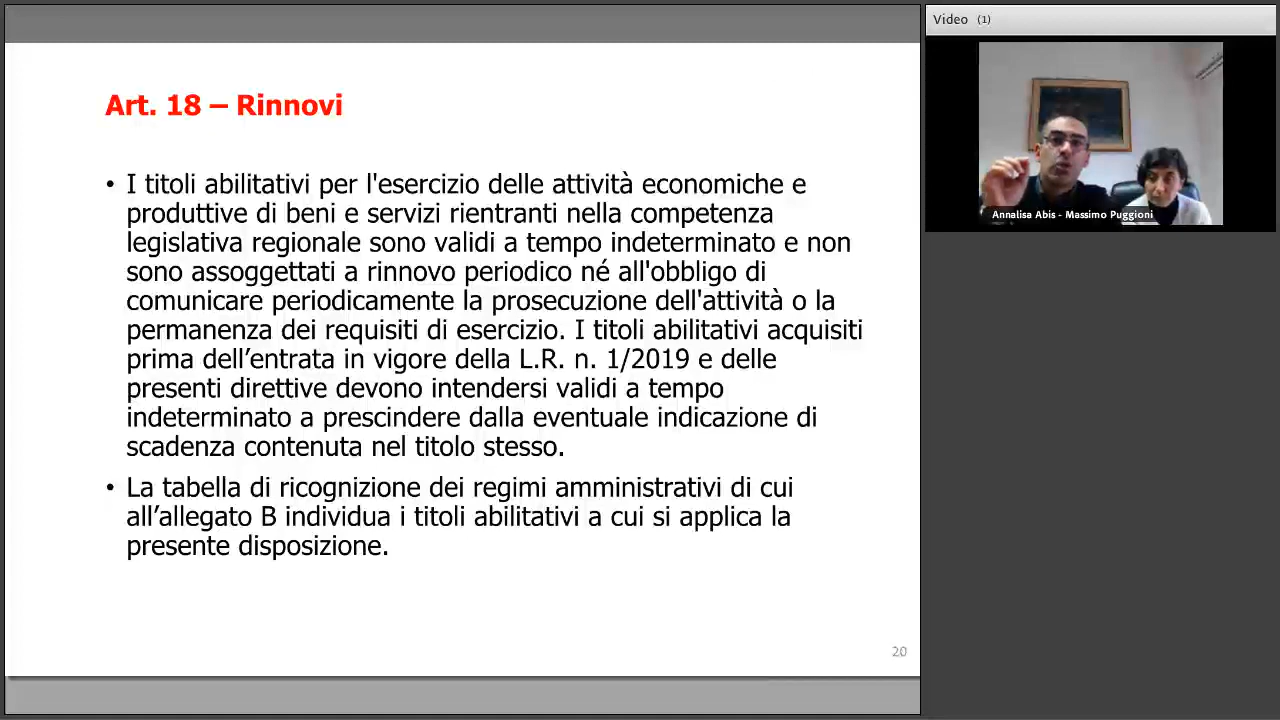 Video (1)
Art. 18 – Rinnovi
• I titoli abilitativi per l'esercizio delle attività economiche e
produttive di beni e servizi rientranti nella competenza
legislativa regionale sono validi a tempo indeterminato e non
sono assoggettati a rinnovo periodico né all'obbligo di
comunicare periodicamente la prosecuzione dell'attività o la
permanenza dei requisiti di esercizio. I titoli abilitativi acquisiti
prima dell’entrata in vigore della L.R. n. 1/2019 e delle
presenti direttive devono intendersi validi a tempo
indeterminato a prescindere dalla eventuale indicazione di
scadenza contenuta nel titolo stesso.
• La tabella di ricognizione dei regimi amministrativi di cui
all’allegato B individua i titoli abilitativi a cui si applica la
presente disposizione.
20
Annalisa Abis - Massimo Puggioni